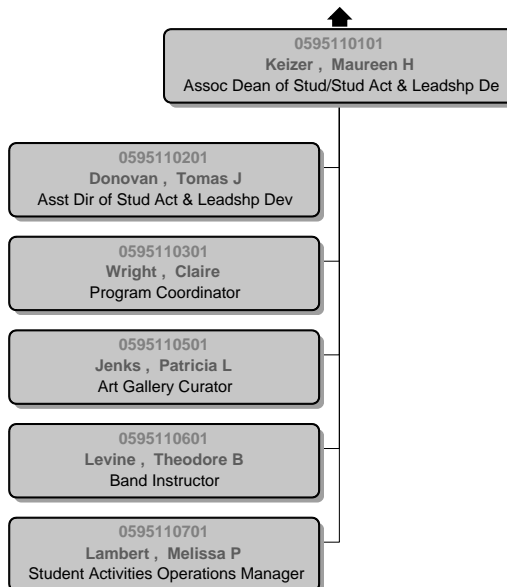 0595110101
Keizer , Maureen H
Assoc Dean of Stud/Stud Act & Leadshp De
0595110201
Donovan , Tomas J
Asst Dir of Stud Act & Leadshp Dev
0595110301
Wright , Claire
Program Coordinator
0595110501
Jenks , Patricia L
Art Gallery Curator
0595110601
Levine , Theodore B
Band Instructor
0595110701
Lambert , Melissa P
Student Activities Operations Manager